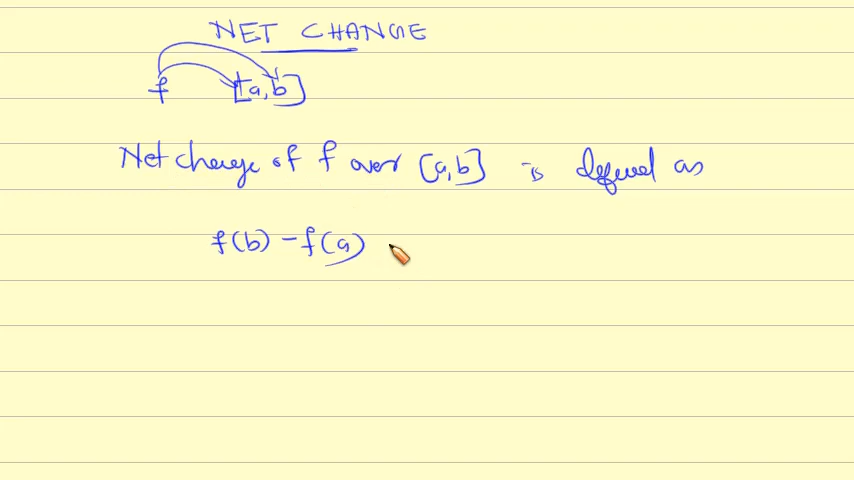 NET CHANGE
f [a,b]
Net change of f over [a,b] is defined as
f(b) - f(a)